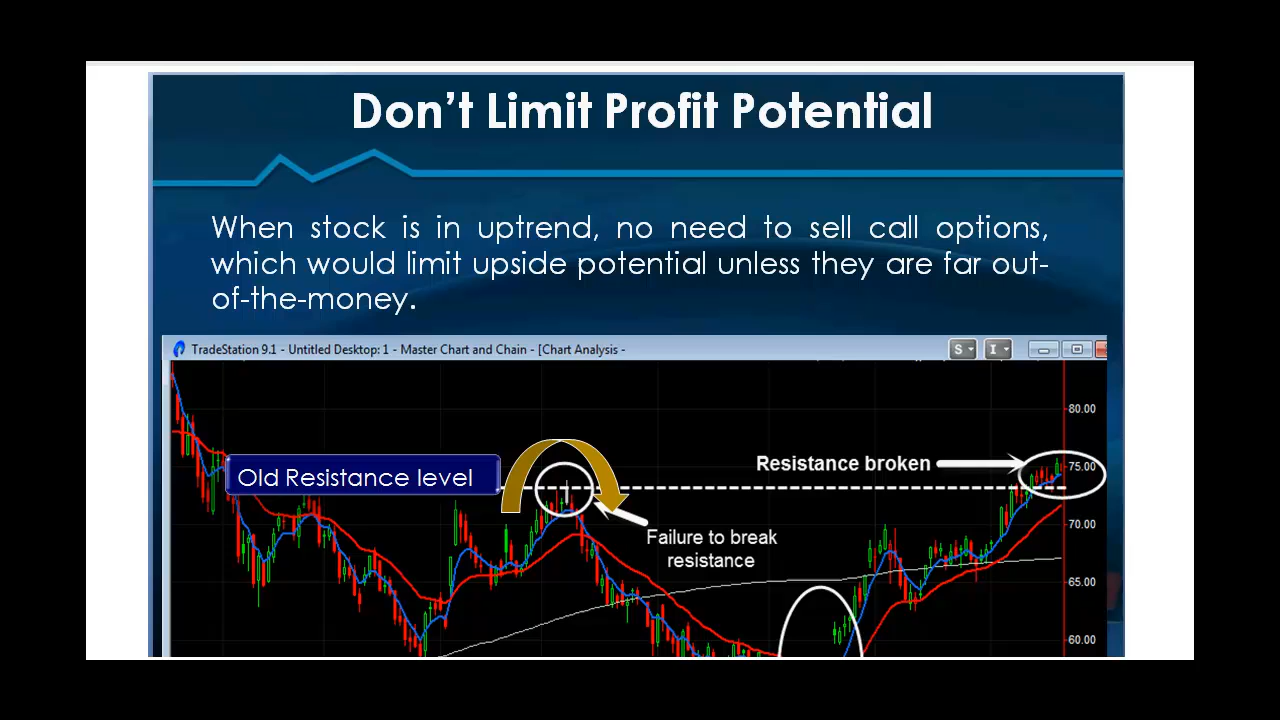 Don't Limit Profit Potential
When stock is in uptrend, no need to sell call options,
which would limit upside potential unless they are far out-
of-the-money.
TradeStation 9.1 - Untitled Desktop: 1 - Master Chart and Chain - [Chart Analysis -
S
I
80.00
Old Resistance level
Resistance broken
75.00
70.00
Failure to break
resistance
65.00
60.00